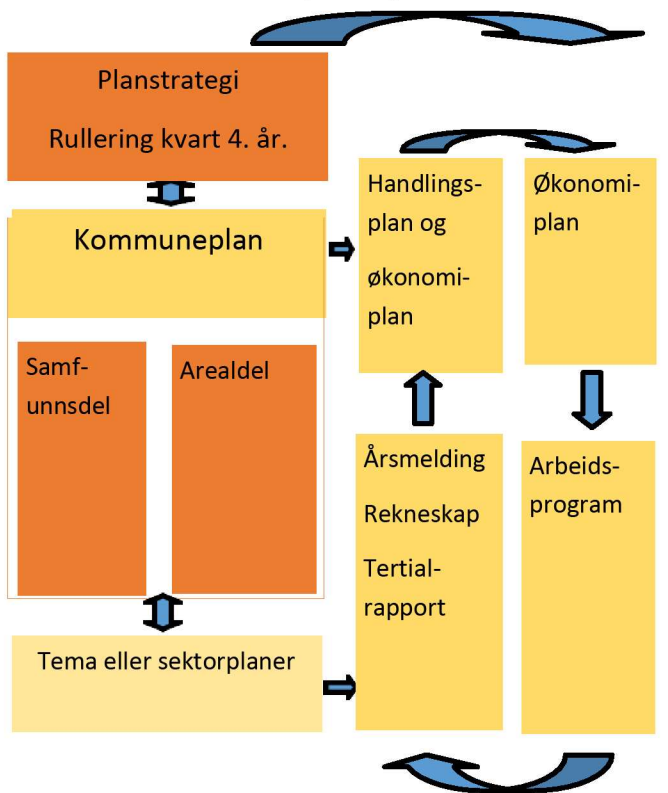 Planstrategi
Rullering kvart 4. år.
Kommuneplan
Samf-
unnsdel
Arealdel
Tema eller sektorplaner
Handlings-
plan og
økonomi-
plan
Økonomi-
plan
Årsmelding
Rekneskap
Tertial-
rapport
Arbeids-
program